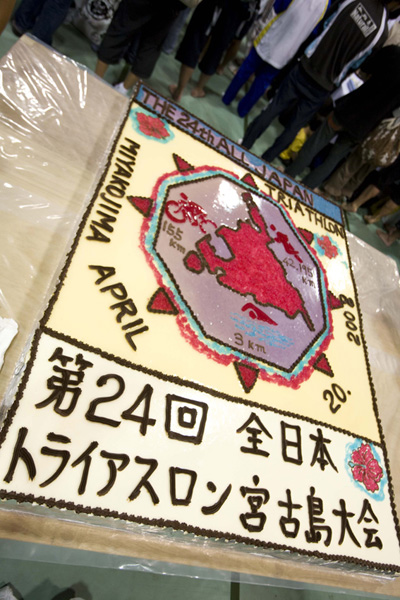 THE 24th ALL JAPAN
TRIATHLON
MIYAKOJIMA
APRIL
20.
2008
155
km
42.195
km
3 km
第24回 全日本
トライアスロン宮古島大会